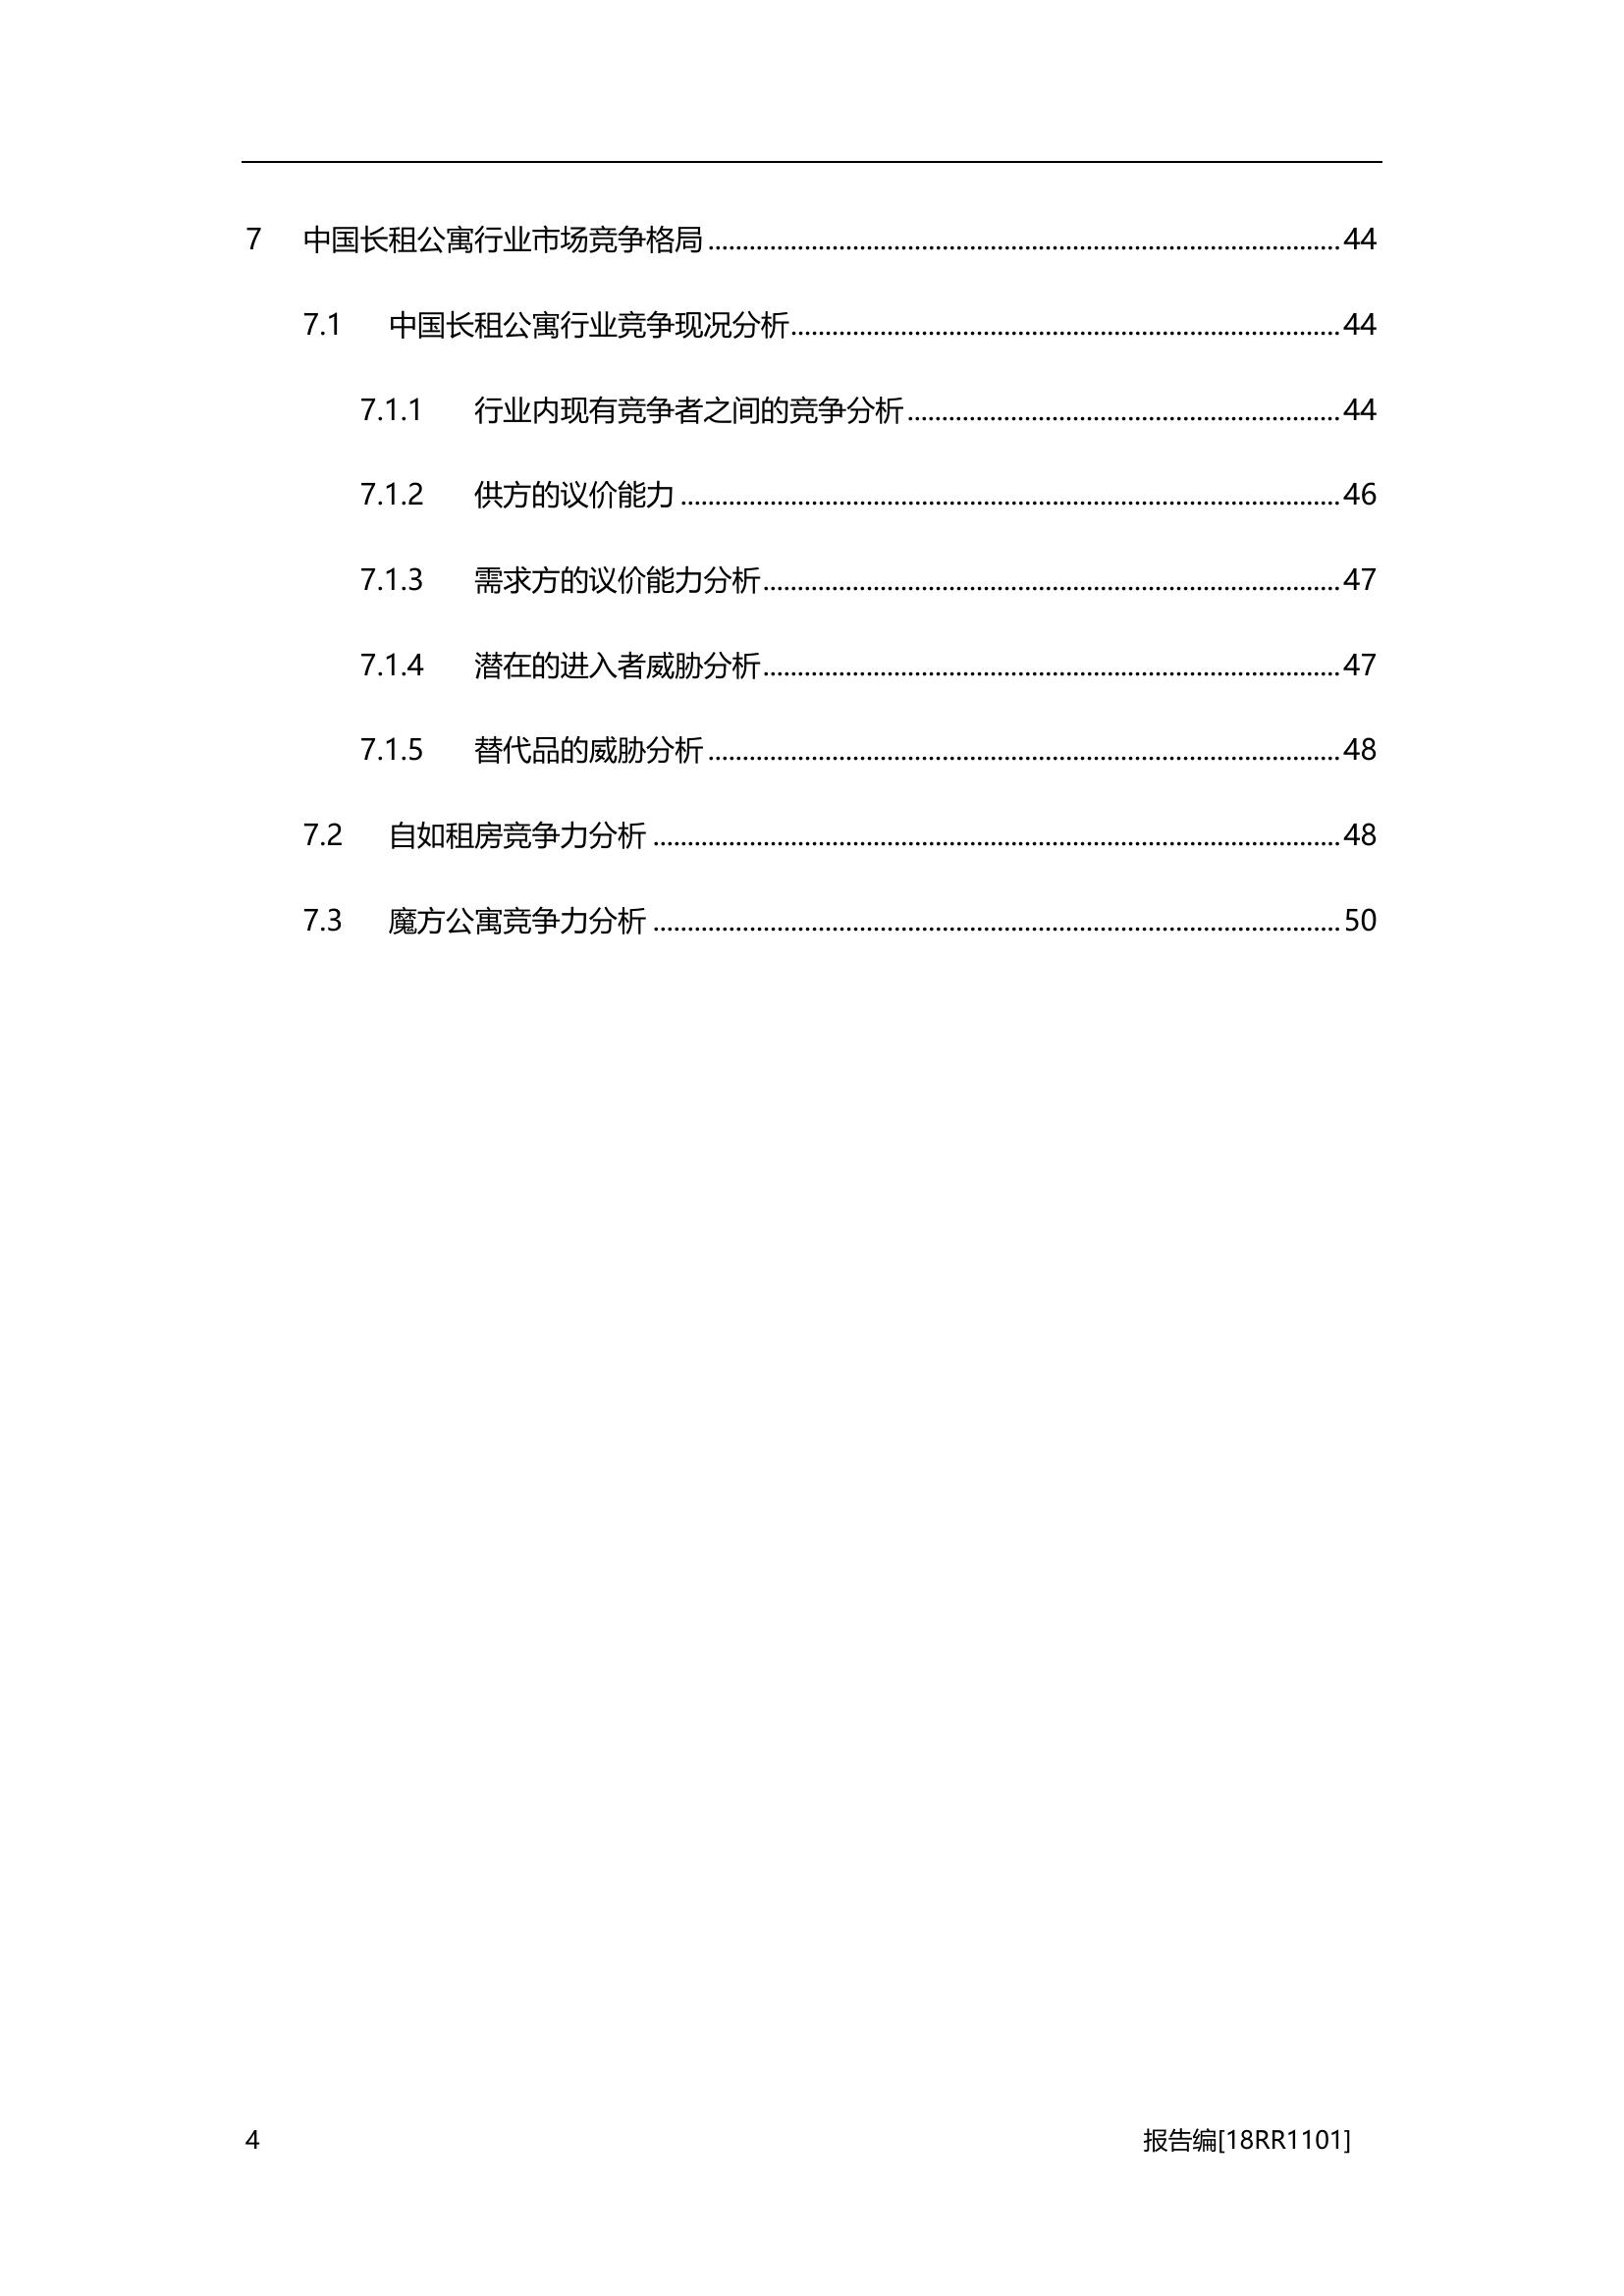 7 中国长租公寓行业市场竞争格局 ........ 44
7.1 中国长租公寓行业竞争现况分析 ........ 44
7.1.1 行业内现有竞争者之间的竞争分析 ........ 44
7.1.2 供方的议价能力 ........ 46
7.1.3 需求方的议价能力分析 ........ 47
7.1.4 潜在的进入者威胁分析 ........ 47
7.1.5 替代品的威胁分析 ........ 48
7.2 自如租房竞争力分析 ........ 48
7.3 魔方公寓竞争力分析 ........ 50
4 报告编[18RR1101]